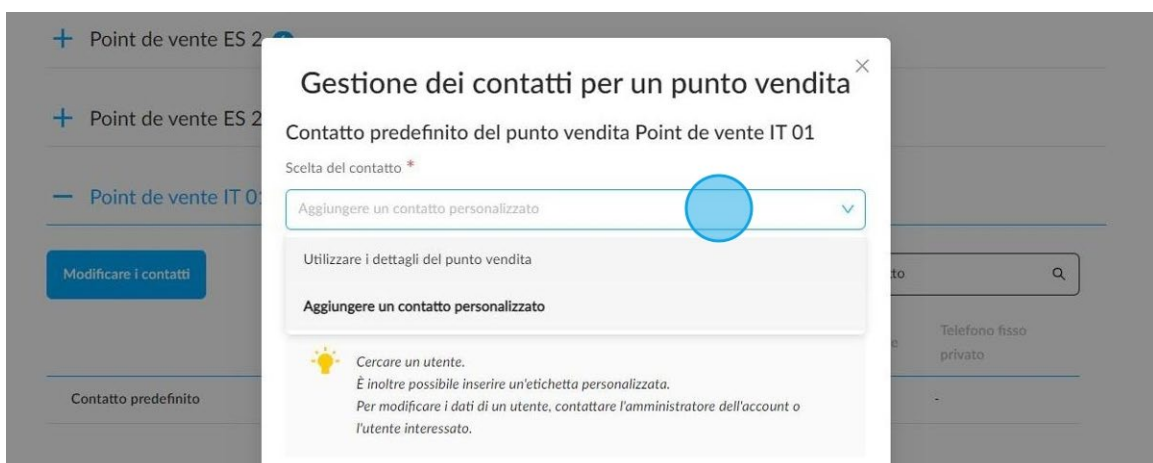 Point de vente ES 2
Gestione dei contatti per un punto vendita
Point de vente ES 2
Contatto predefinito del punto vendita Point de vente IT 01
Scelta del contatto *
Point de vente IT 01
Aggiungere un contatto personalizzato
Utilizzare i dettagli del punto vendita
Modificare i contatti
Aggiungere un contatto personalizzato
Telefono fisso
privato
Cercare un utente.
È inoltre possibile inserire un'etichetta personalizzata.
Contatto predefinito
Per modificare i dati di un utente, contattare l'amministratore dell'account o
-
l'utente interessato.